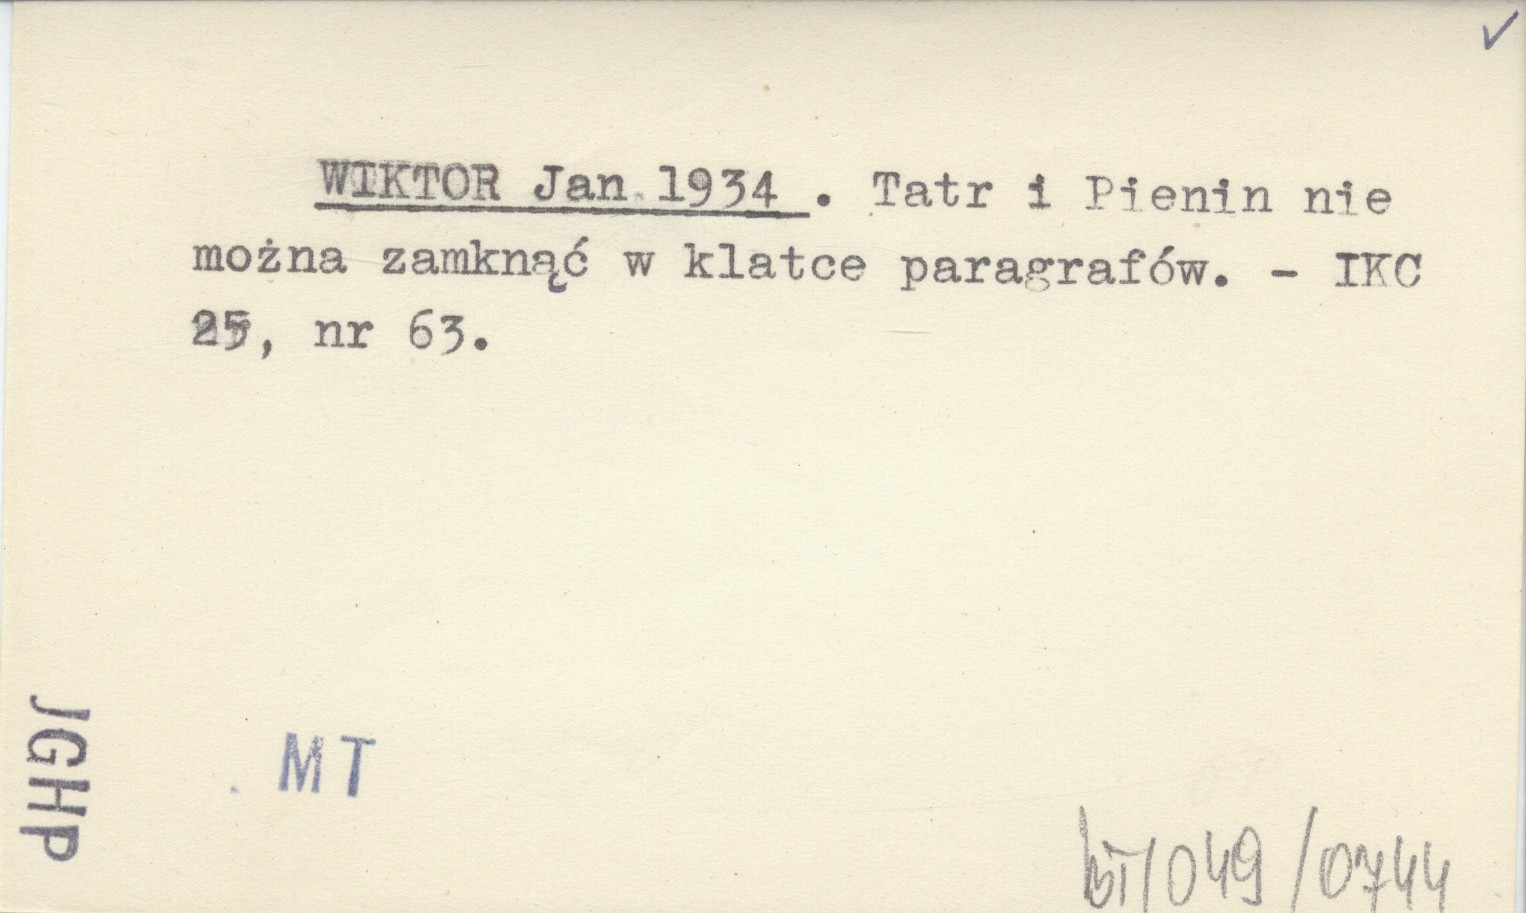 WIKTOR Jan 1934 . Tatr i Pienin nie
można zamknąć w klatce paragrafów. - IKC
25, nr 63.
JGHP
MT
BT/049/0744